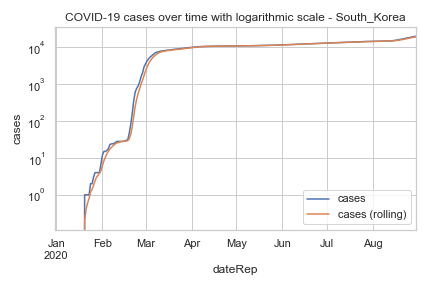 COVID-19 cases over time with logarithmic scale - South_Korea
10⁴
10³
10²
10¹
10⁰
cases
cases
cases (rolling)
Jan
2020
Feb
Mar
Apr
May
Jun
Jul
Aug
dateRep